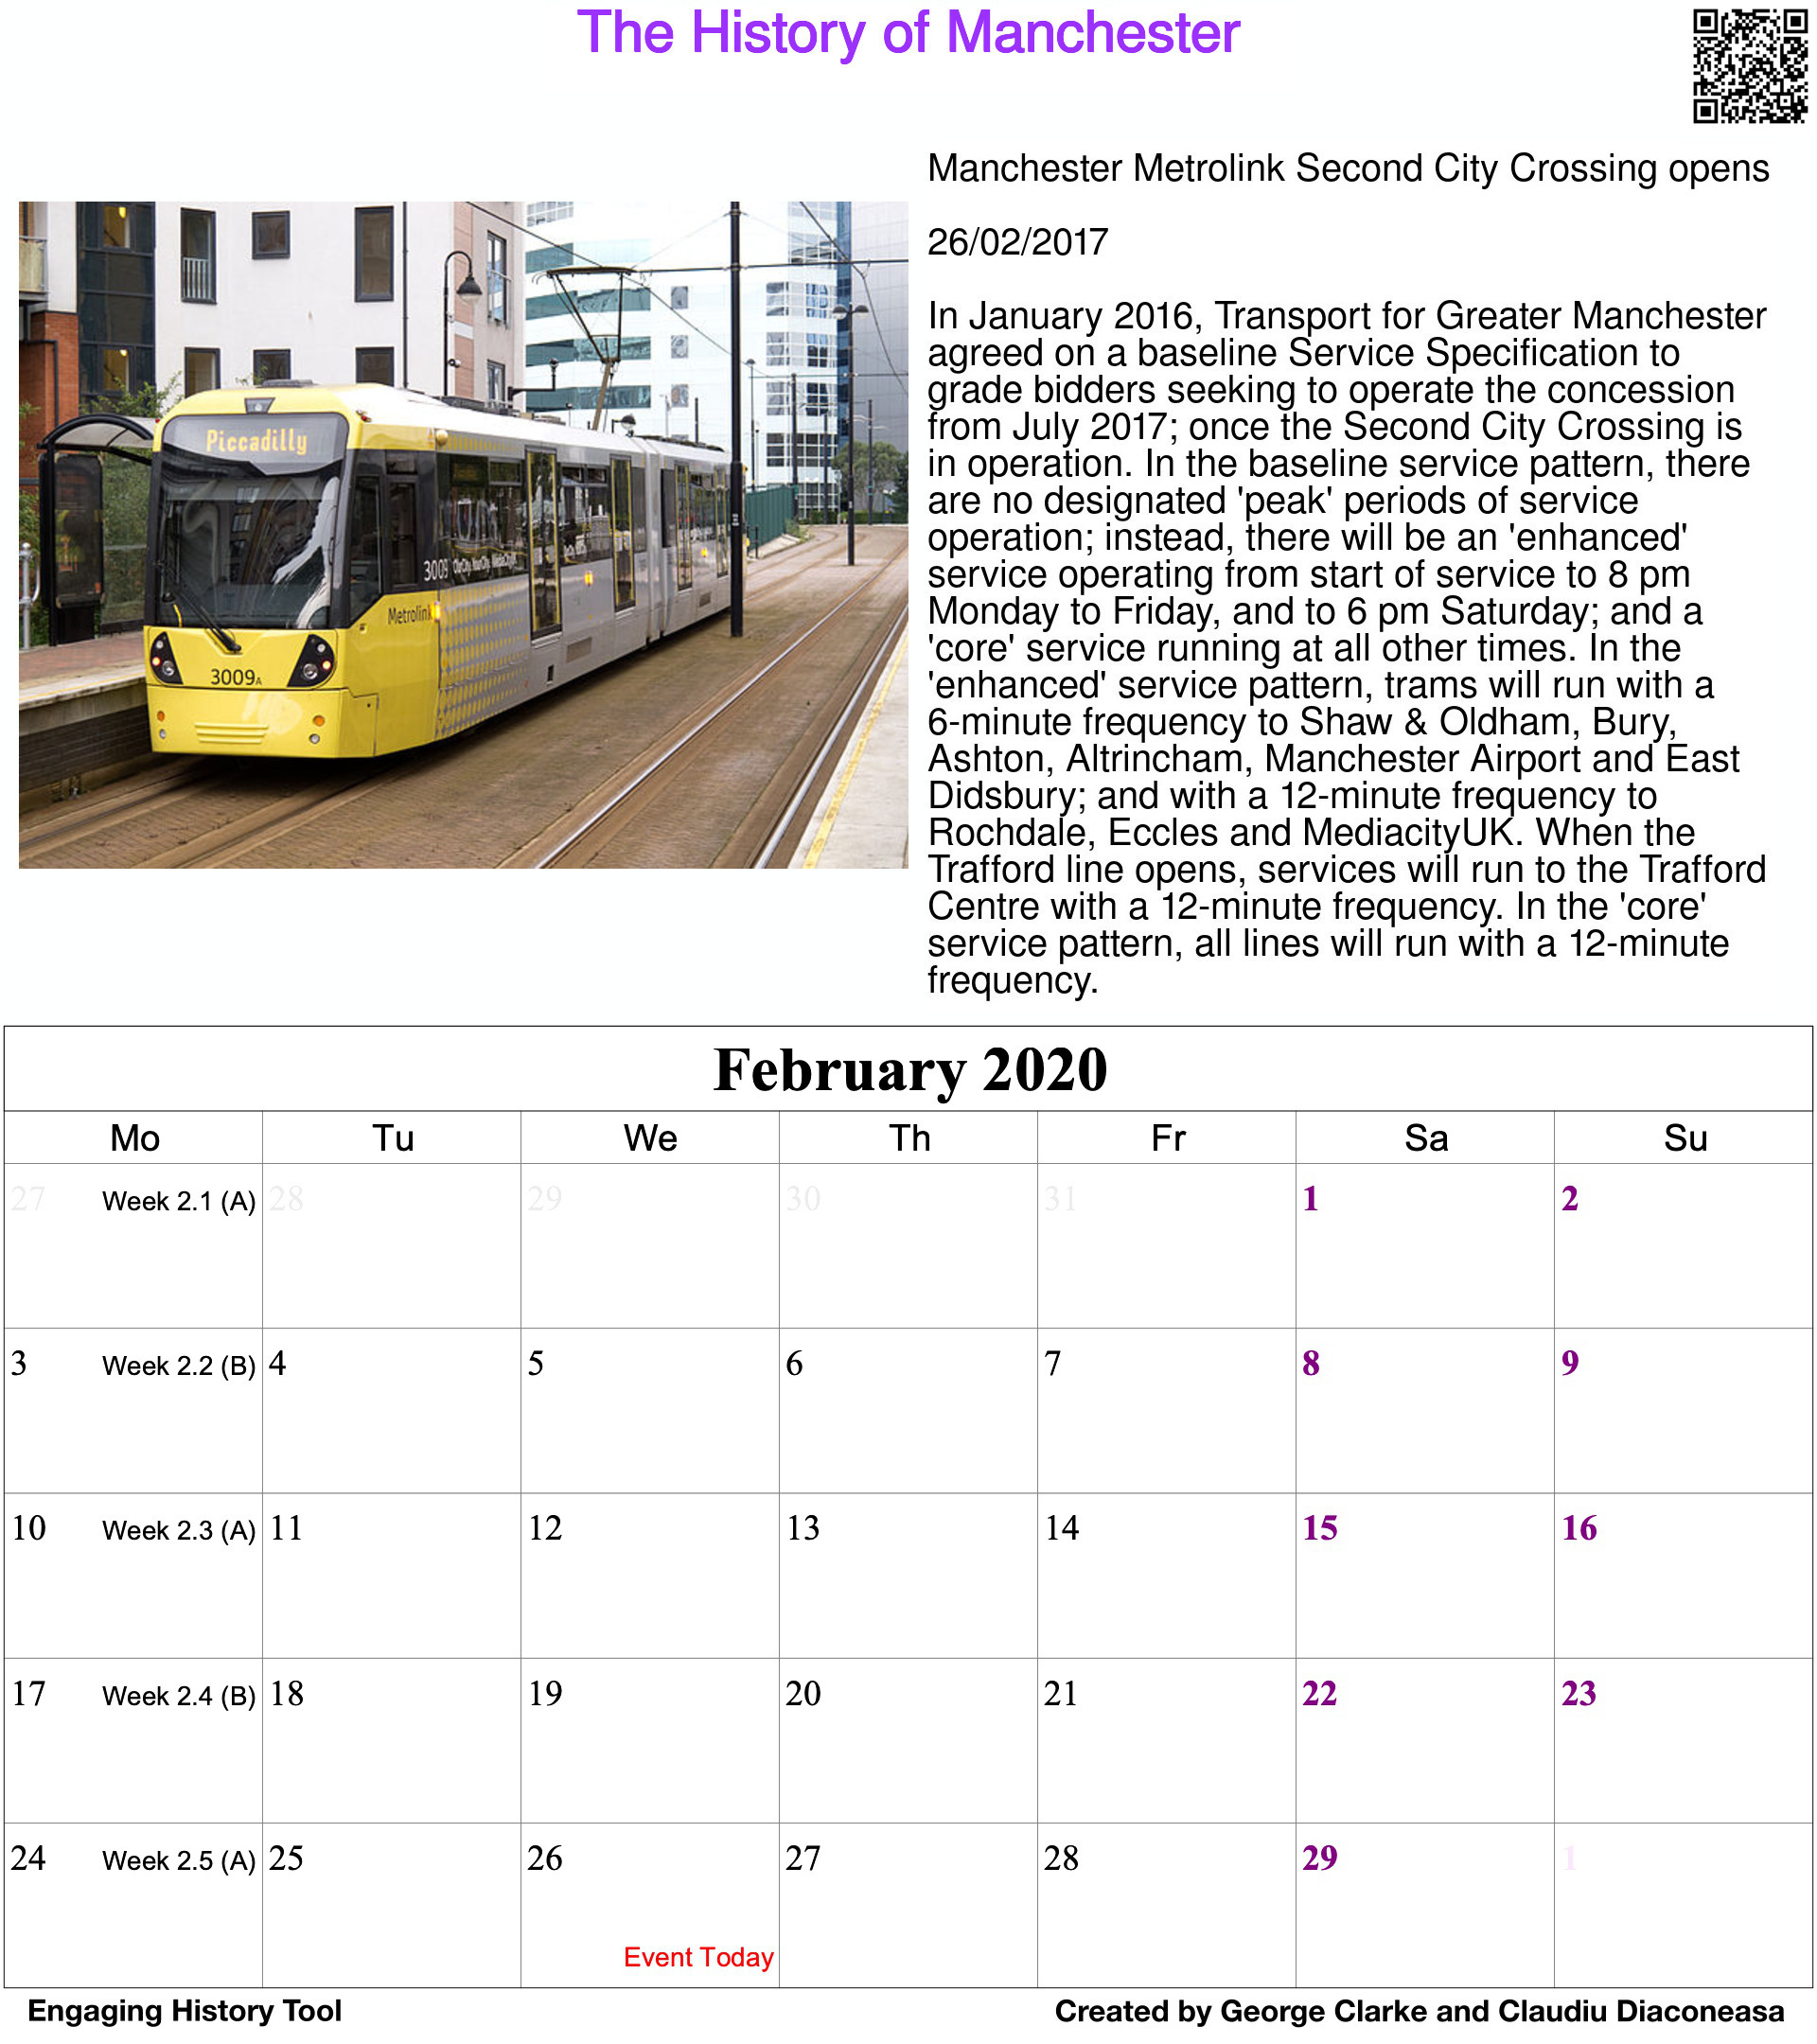 The History of Manchester
Manchester Metrolink Second City Crossing opens
26/02/2017
In January 2016, Transport for Greater Manchester
agreed on a baseline Service Specification to
grade bidders seeking to operate the concession
from July 2017; once the Second City Crossing is
in operation. In the baseline service pattern, there
are no designated 'peak' periods of service
operation; instead, there will be an 'enhanced'
service operating from start of service to 8 pm
Monday to Friday, and to 6 pm Saturday; and a
'core' service running at all other times. In the
'enhanced' service pattern, trams will run with a
6-minute frequency to Shaw & Oldham, Bury,
Ashton, Altrincham, Manchester Airport and East
Didsbury; and with a 12-minute frequency to
Rochdale, Eccles and MediacityUK. When the
Trafford line opens, services will run to the Trafford
Centre with a 12-minute frequency. In the 'core'
service pattern, all lines will run with a 12-minute
frequency.
Piccadilly
3009
Metrolink
3009A
February 2020
Mo Tu We Th Fr Sa Su
27 Week 2.1 (A) 28 29 30 31 1 2
3 Week 2.2 (B) 4 5 6 7 8 9
10 Week 2.3 (A) 11 12 13 14 15 16
17 Week 2.4 (B) 18 19 20 21 22 23
24 Week 2.5 (A) 25 26 27 28 29 1
Event Today
Engaging History Tool
Created by George Clarke and Claudiu Diaconeasa